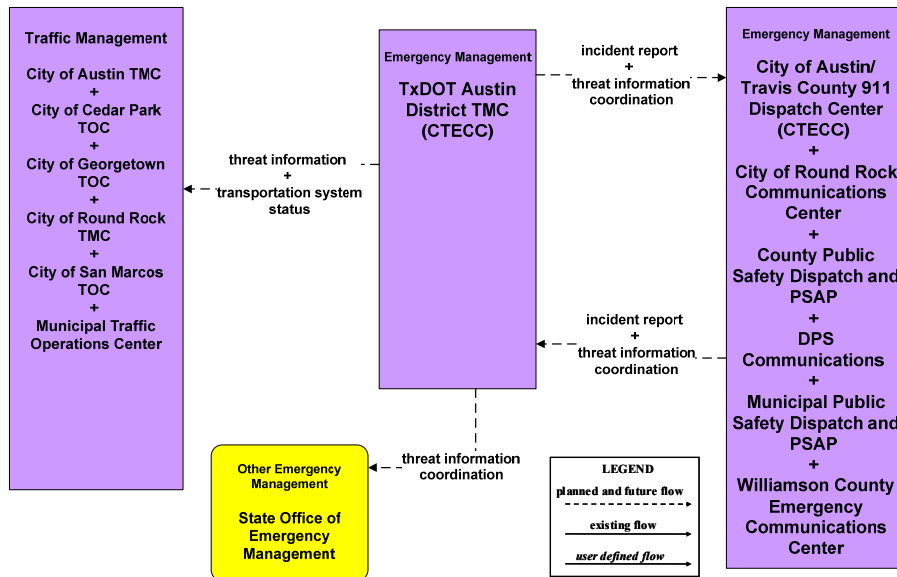 Traffic Management
City of Austin TMC
+
City of Cedar Park
TOC
+
City of Georgetown
TOC
+
City of Round Rock
TMC
+
City of San Marcos
TOC
+
Municipal Traffic
Operations Center
threat information
+
transportation system
status
Emergency Management
TxDOT Austin
District TMC
(CTECC)
incident report
+
threat information
coordination
incident report
+
threat information
coordination
Emergency Management
City of Austin/
Travis County 911
Dispatch Center
(CTECC)
+
City of Round Rock
Communications
Center
+
County Public
Safety Dispatch and
PSAP
+
DPS
Communications
+
Municipal Public
Safety Dispatch and
PSAP
+
Williamson County
Emergency
Communications
Center
Other Emergency
Management
State Office of
Emergency
Management
threat information
coordination
LEGEND
planned and future flow
existing flow
user defined flow